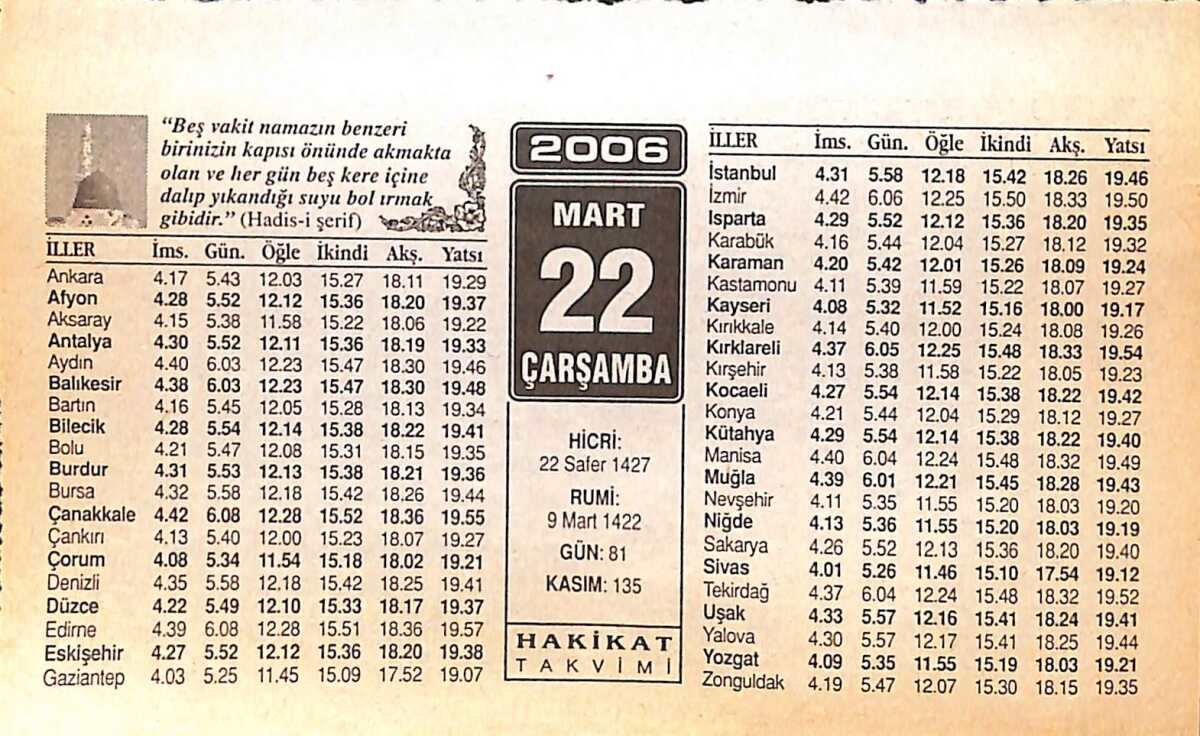 "Beş vakit namazın benzeri
birinizin kapısı önünde akmakta
olan ve her gün beş kere içine
dalıp yıkandığı suyu bol ırmak
gibidir." (Hadis-i şerif)
İLLER İms. Gün. Öğle İkindi Akş. Yatsı
Ankara 4.17 5.43 12.03 15.27 18.11 19.29
Afyon 4.28 5.52 12.12 15.36 18.20 19.37
Aksaray 4.15 5.38 11.58 15.22 18.06 19.22
Antalya 4.30 5.52 12.11 15.36 18.19 19.33
Aydın 4.40 6.03 12.23 15.47 18.30 19.46
Balıkesir 4.38 6.03 12.23 15.47 18.30 19.48
Bartın 4.16 5.45 12.05 15.28 18.13 19.34
Bilecik 4.28 5.54 12.14 15.38 18.22 19.41
Bolu 4.21 5.47 12.08 15.31 18.15 19.35
Burdur 4.31 5.53 12.13 15.38 18.21 19.36
Bursa 4.32 5.58 12.18 15.42 18.26 19.44
Çanakkale 4.42 6.08 12.28 15.52 18.36 19.55
Çankırı 4.13 5.40 12.00 15.23 18.07 19.27
Çorum 4.08 5.34 11.54 15.18 18.02 19.21
Denizli 4.35 5.58 12.18 15.42 18.25 19.41
Düzce 4.22 5.49 12.10 15.33 18.17 19.37
Edirne 4.39 6.08 12.28 15.51 18.36 19.57
Eskişehir 4.27 5.52 12.12 15.36 18.20 19.38
Gaziantep 4.03 5.25 11.45 15.09 17.52 19.07
2006
MART
22
ÇARŞAMBA
HİCRİ:
22 Safer 1427
RUMİ:
9 Mart 1422
GÜN: 81
KASIM: 135
HAKİKAT
TAKVİMİ
İLLER İms. Gün. Öğle İkindi Akş. Yatsı
İstanbul 4.31 5.58 12.18 15.42 18.26 19.46
İzmir 4.42 6.06 12.25 15.50 18.33 19.50
Isparta 4.29 5.52 12.12 15.36 18.20 19.35
Karabük 4.16 5.44 12.04 15.27 18.12 19.32
Karaman 4.20 5.42 12.01 15.26 18.09 19.24
Kastamonu 4.11 5.39 11.59 15.22 18.07 19.27
Kayseri 4.08 5.32 11.52 15.16 18.00 19.17
Kırıkkale 4.14 5.40 12.00 15.24 18.08 19.26
Kırklareli 4.37 6.05 12.25 15.48 18.33 19.54
Kırşehir 4.13 5.38 11.58 15.22 18.05 19.23
Kocaeli 4.27 5.54 12.14 15.38 18.22 19.42
Konya 4.21 5.44 12.04 15.29 18.12 19.27
Kütahya 4.29 5.54 12.14 15.38 18.22 19.40
Manisa 4.40 6.04 12.24 15.48 18.32 19.49
Muğla 4.39 6.01 12.21 15.45 18.28 19.43
Nevşehir 4.11 5.35 11.55 15.20 18.03 19.20
Niğde 4.13 5.36 11.55 15.20 18.03 19.19
Sakarya 4.26 5.52 12.13 15.36 18.20 19.40
Sivas 4.01 5.26 11.46 15.10 17.54 19.12
Tekirdağ 4.37 6.04 12.24 15.48 18.32 19.52
Uşak 4.33 5.57 12.16 15.41 18.24 19.41
Yalova 4.30 5.57 12.17 15.41 18.25 19.44
Yozgat 4.09 5.35 11.55 15.19 18.03 19.21
Zonguldak 4.19 5.47 12.07 15.30 18.15 19.35